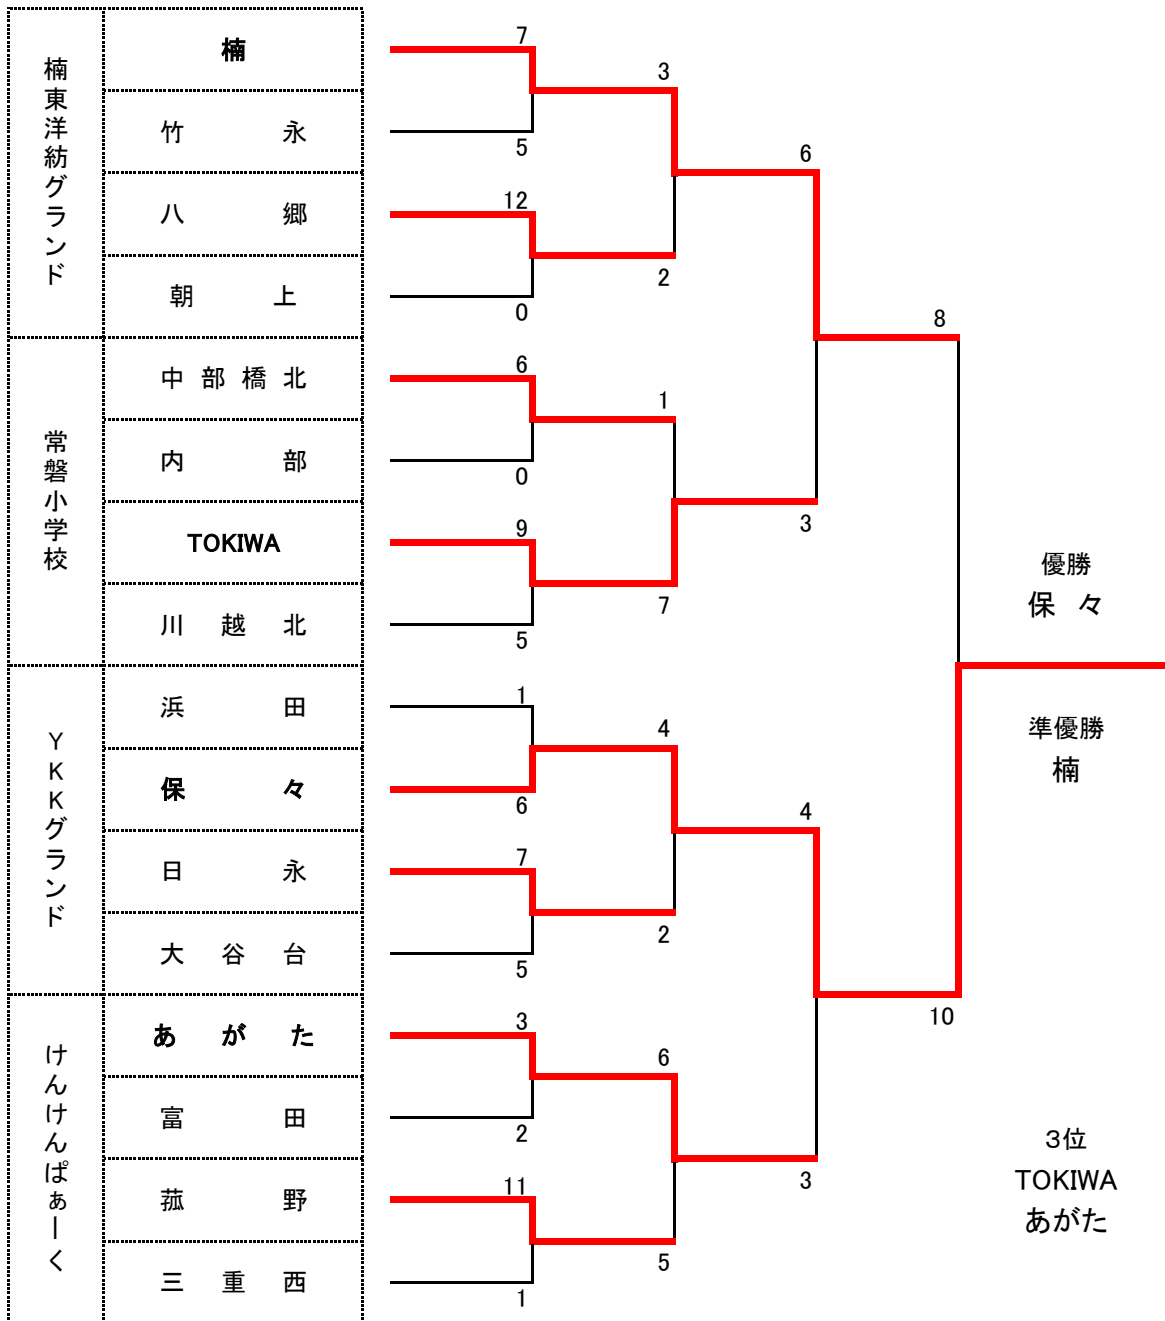 楠東洋紡グランド
楠
竹永
八郷
朝上
常磐小学校
中部橋北
内部
TOKIWA
川越北
YKKグランド
浜田
保々
日永
大谷台
けんけんぱぁーく
あがた
富田
菰野
三重西
7
5
12
0
6
0
9
5
1
6
7
5
3
2
11
1
3
2
1
7
4
2
6
5
6
3
4
3
8
10
優勝
保々
準優勝
楠
3位
TOKIWA
あがた